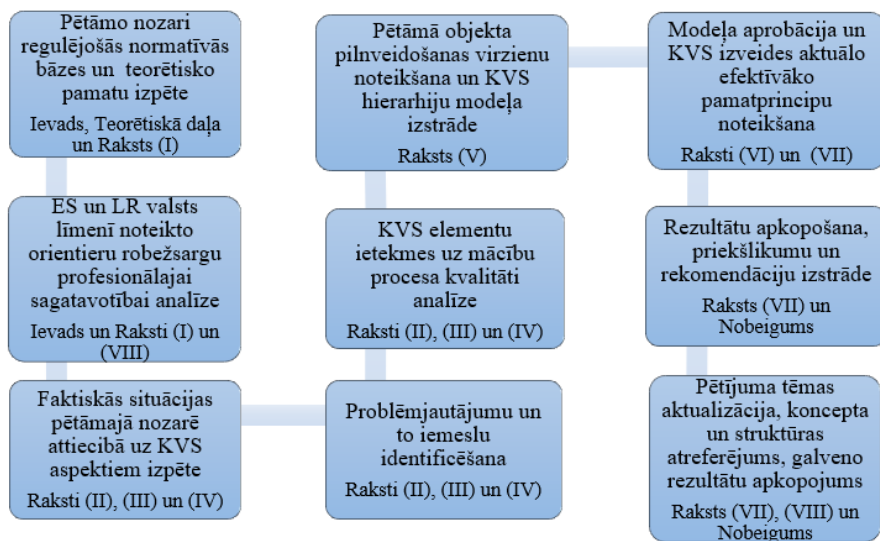 Pētāmo nozari
regulējošās normatīvās
bāzes un teorētisko
pamatu izpēte
Ievads, Teorētiskā daļa
un Raksts (I)
ES un LR valsts
līmenī noteikto
orientieru robežsargu
profesionālajai
sagatavotībai analīze
Ievads un Raksti (I) un
(VIII)
Faktiskās situācijas
pētāmajā nozarē
attiecībā uz KVS
aspektiem izpēte
Raksti (II), (III) un (IV)
Problēmjautājumu un
to iemeslu
identificēšana
Raksti (II), (III) un (IV)
KVS elementu
ietekmes uz mācību
procesa kvalitāti
analīze
Raksti (II), (III) un (IV)
Pētāmā objekta
pilnveidošanas virzienu
noteikšana un KVS
hierarhiju modeļa
izstrāde
Raksts (V)
Modeļa aprobācija un
KVS izveides aktuālo
efektīvāko
pamatprincipu
noteikšana
Raksti (VI) un (VII)
Rezultātu apkopošana,
priekšlikumu un
rekomendāciju izstrāde
Raksts (VII) un
Nobeigums
Pētījuma tēmas
aktualizācija, koncepta
un struktūras
atreferējums, galveno
rezultātu apkopojums
Raksts (VII), (VIII) un
Nobeigums